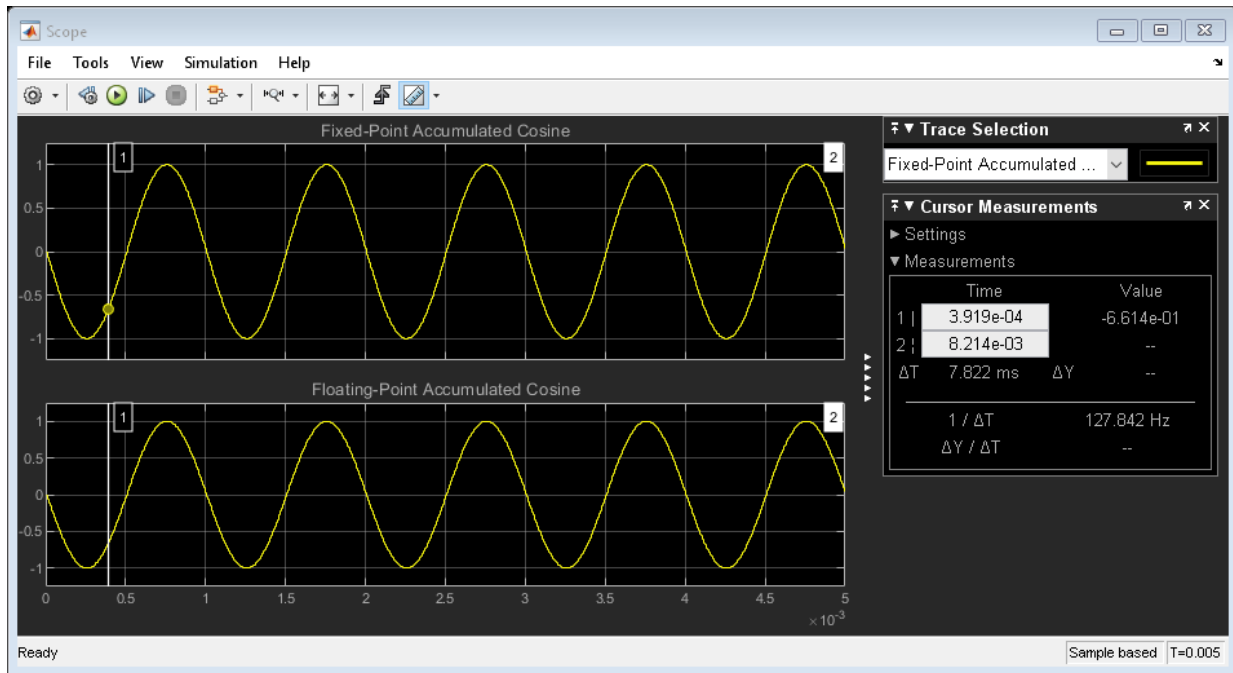 Scope
File Tools View Simulation Help
Fixed-Point Accumulated Cosine
1
2
1
0.5
0
-0.5
-1
Floating-Point Accumulated Cosine
1
2
1
0.5
0
-0.5
-1
0 0.5 1 1.5 2 2.5 3 3.5 4 4.5 5
×10-3
Trace Selection
Fixed-Point Accumulated ...
Cursor Measurements
Settings
Measurements
Time Value
1 | 3.919e-04 -6.614e-01
2 ¦ 8.214e-03 --
ΔT 7.822 ms ΔY --
1 / ΔT 127.842 Hz
ΔY / ΔT --
Ready
Sample based T=0.005